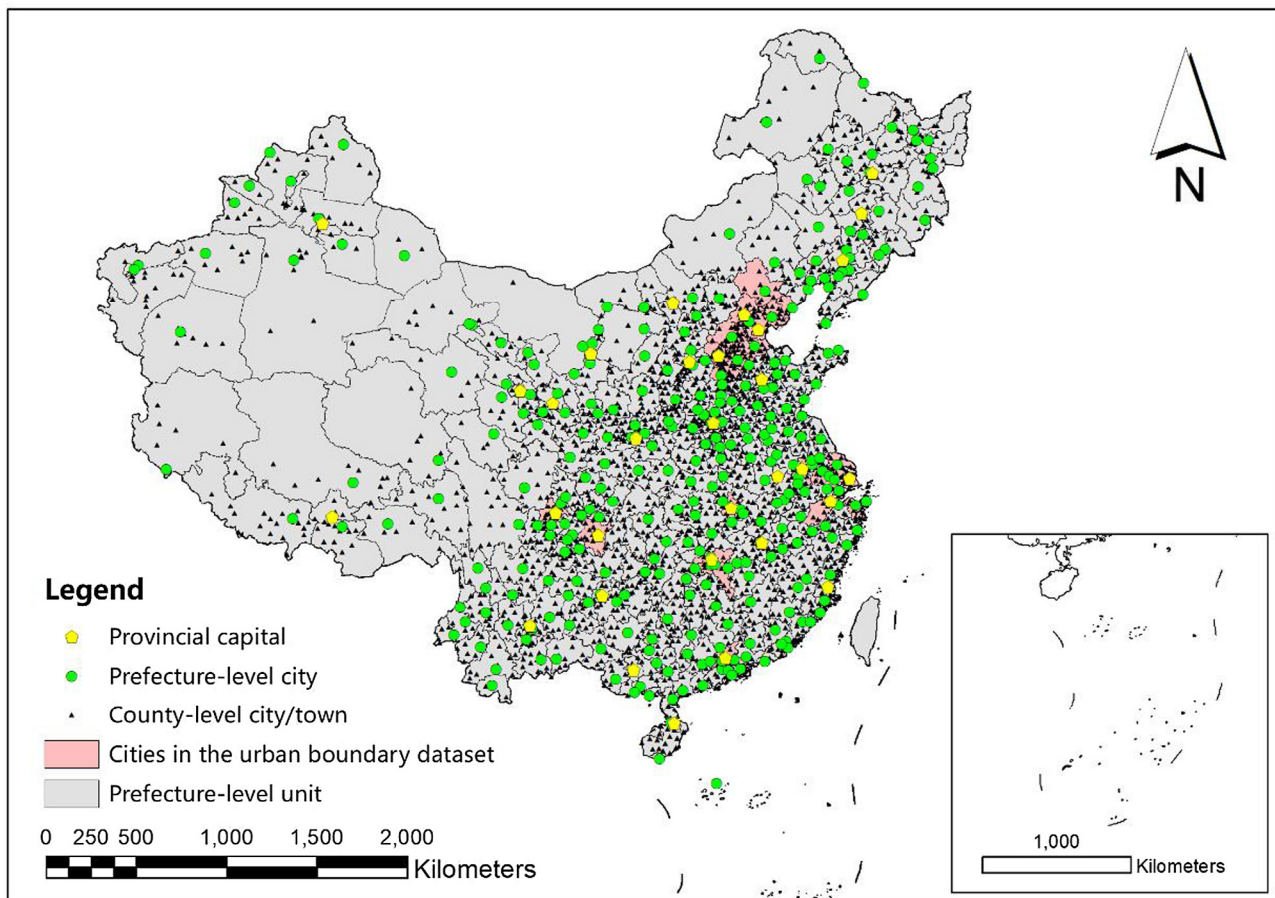 N
Legend
Provincial capital
Prefecture-level city
County-level city/town
Cities in the urban boundary dataset
Prefecture-level unit
0 250 500 1,000 1,500 2,000
Kilometers
1,000
Kilometers